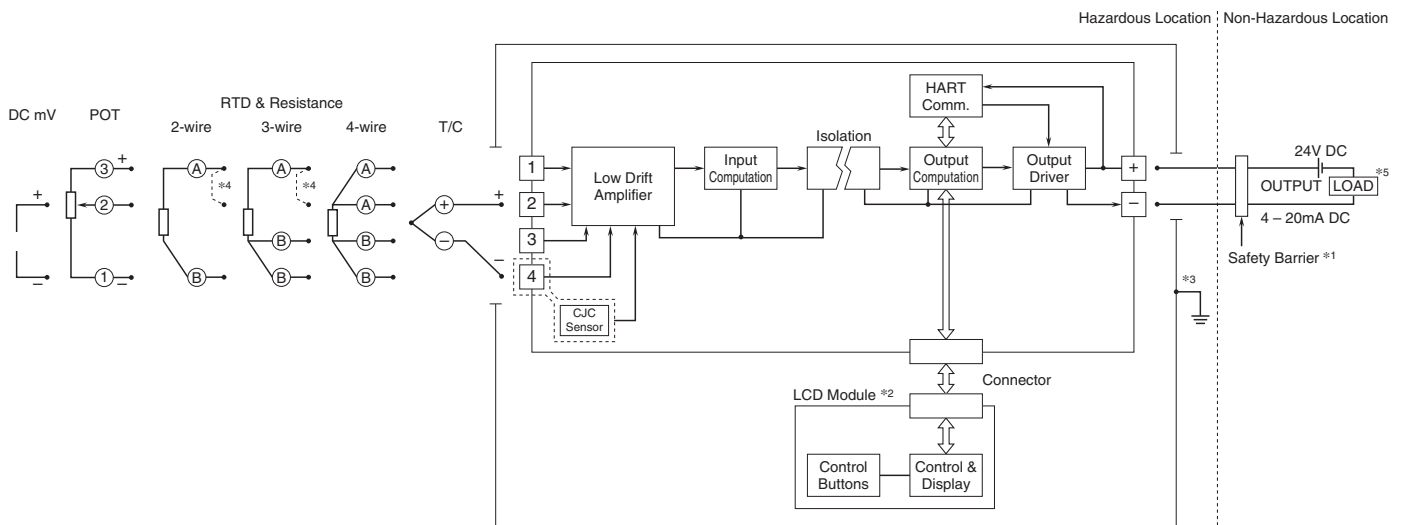 Hazardous Location
Non-Hazardous Location
DC mV
POT
RTD & Resistance
2-wire
3-wire
4-wire
T/C
+
–
3 +
2
1 –
A
*4
B
A
*4
B
B
A
A
B
B
+
–
+
–
1
2
3
4
CJC
Sensor
Low Drift
Amplifier
Input
Computation
Isolation
HART
Comm.
Output
Computation
Output
Driver
+
–
24V DC
OUTPUT
LOAD
*5
4 – 20mA DC
Safety Barrier *1
*3
Connector
LCD Module *2
Control
Buttons
Control &
Display